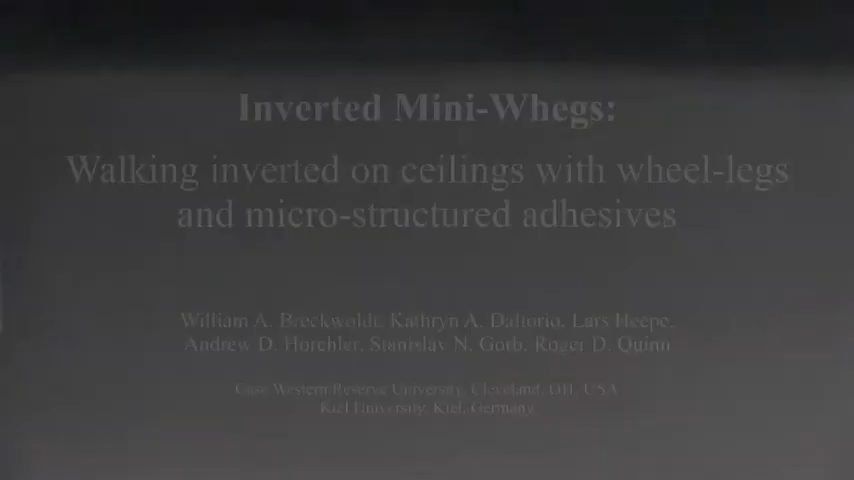 Inverted Mini-Whegs:
Walking inverted on ceilings with wheel-legs
and micro-structured adhesives
William A. Breckwoldt, Kathryn A. Daltorio, Lars Heepe,
Andrew D. Horchler, Stanislav N. Gorb, Roger D. Quinn
Case Western Reserve University, Cleveland, OH, USA
Kiel University, Kiel, Germany